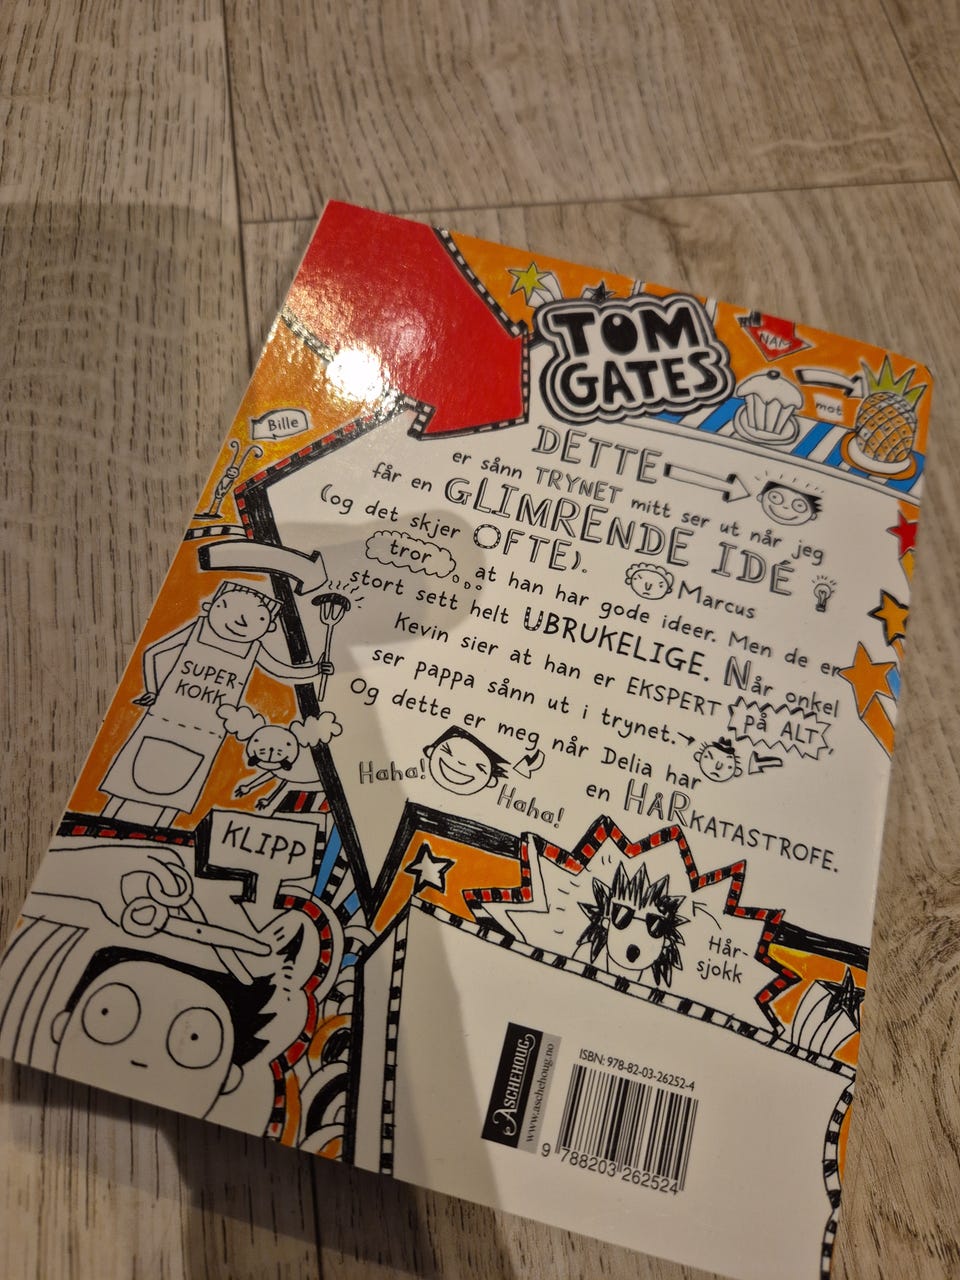 TOM
GATES
NAM
mot
Bille
DETTE
er sånn TRYNET mitt ser ut når jeg
får en GLIMRENDE IDÉ
(og det skjer OFTE).
Marcus
tror at han har gode ideer. Men de er
stort sett helt UBRUKELIGE. Når onkel
Kevin sier at han er EKSPERT PÅ ALT,
ser pappa sånn ut i trynet.
Og dette er meg når Delia har
en HÅRKATASTROFE.
Haha!
Haha!
SUPER-
KOKK
KLIPP
Hår-
sjokk
ASCHEHOUG
www.aschehoug.no
ISBN: 978-82-03-26252-4
9 788203 262524